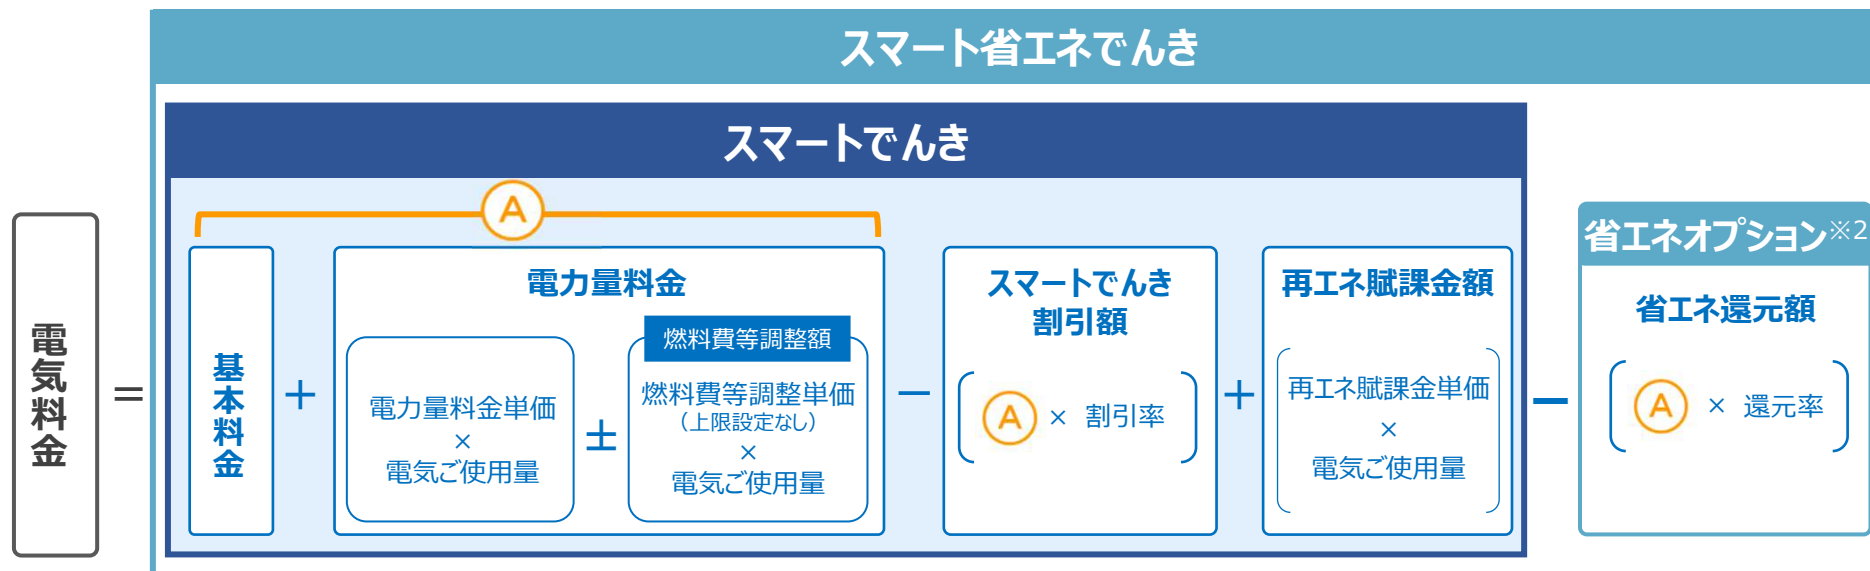 スマート省エネでんき
スマートでんき
A
電気料金
=
基本料金
+
電力量料金
電力量料金単価
×
電気ご使用量
±
燃料費等調整額
燃料費等調整単価
(上限設定なし)
×
電気ご使用量
−
スマートでんき
割引額
A × 割引率
+
再エネ賦課金額
再エネ賦課金単価
×
電気ご使用量
−
省エネオプション※2
省エネ還元額
A × 還元率